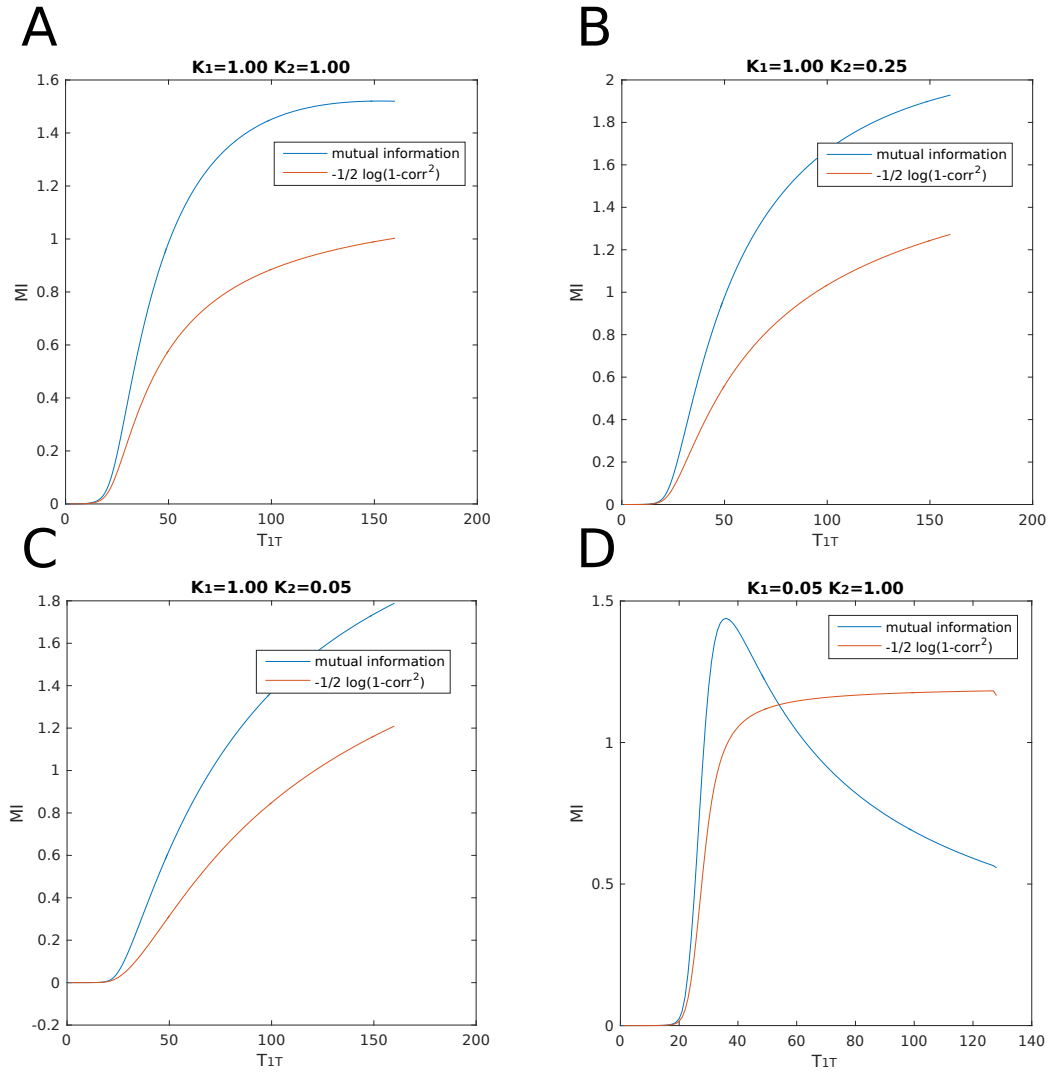 A
K1=1.00 K2=1.00
1.6
1.4
1.2
1
0.8
0.6
0.4
0.2
0
MI
mutual information
-1/2 log(1-corr²)
0 50 100 150 200
T1T
B
K1=1.00 K2=0.25
2
1.8
1.6
1.4
1.2
1
0.8
0.6
0.4
0.2
0
MI
mutual information
-1/2 log(1-corr²)
0 50 100 150 200
T1T
C
K1=1.00 K2=0.05
1.8
1.6
1.4
1.2
1
0.8
0.6
0.4
0.2
0
-0.2
MI
mutual information
-1/2 log(1-corr²)
0 50 100 150 200
T1T
D
K1=0.05 K2=1.00
1.5
1
0.5
0
MI
mutual information
-1/2 log(1-corr²)
0 20 40 60 80 100 120 140
T1T